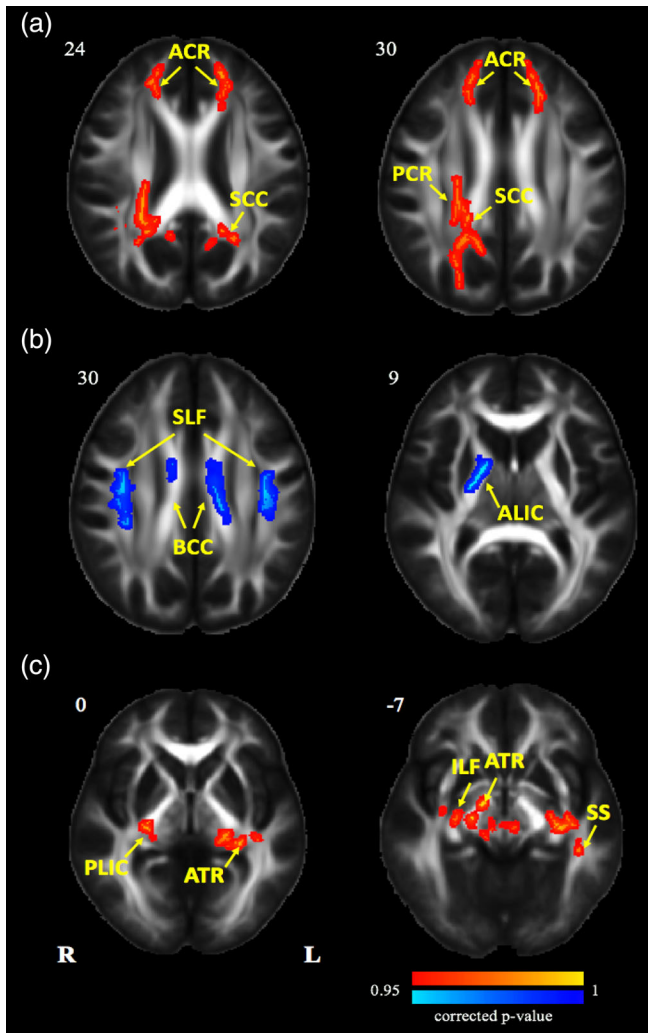 (a)
24
ACR
SCC
30
ACR
PCR
SCC
(b)
30
SLF
BCC
9
ALIC
(c)
0
PLIC
ATR
-7
ILF
ATR
SS
R
L
0.95
1
corrected p-value